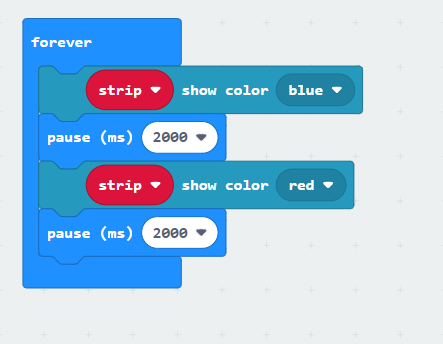 forever
strip show color blue
pause (ms) 2000
strip show color red
pause (ms) 2000